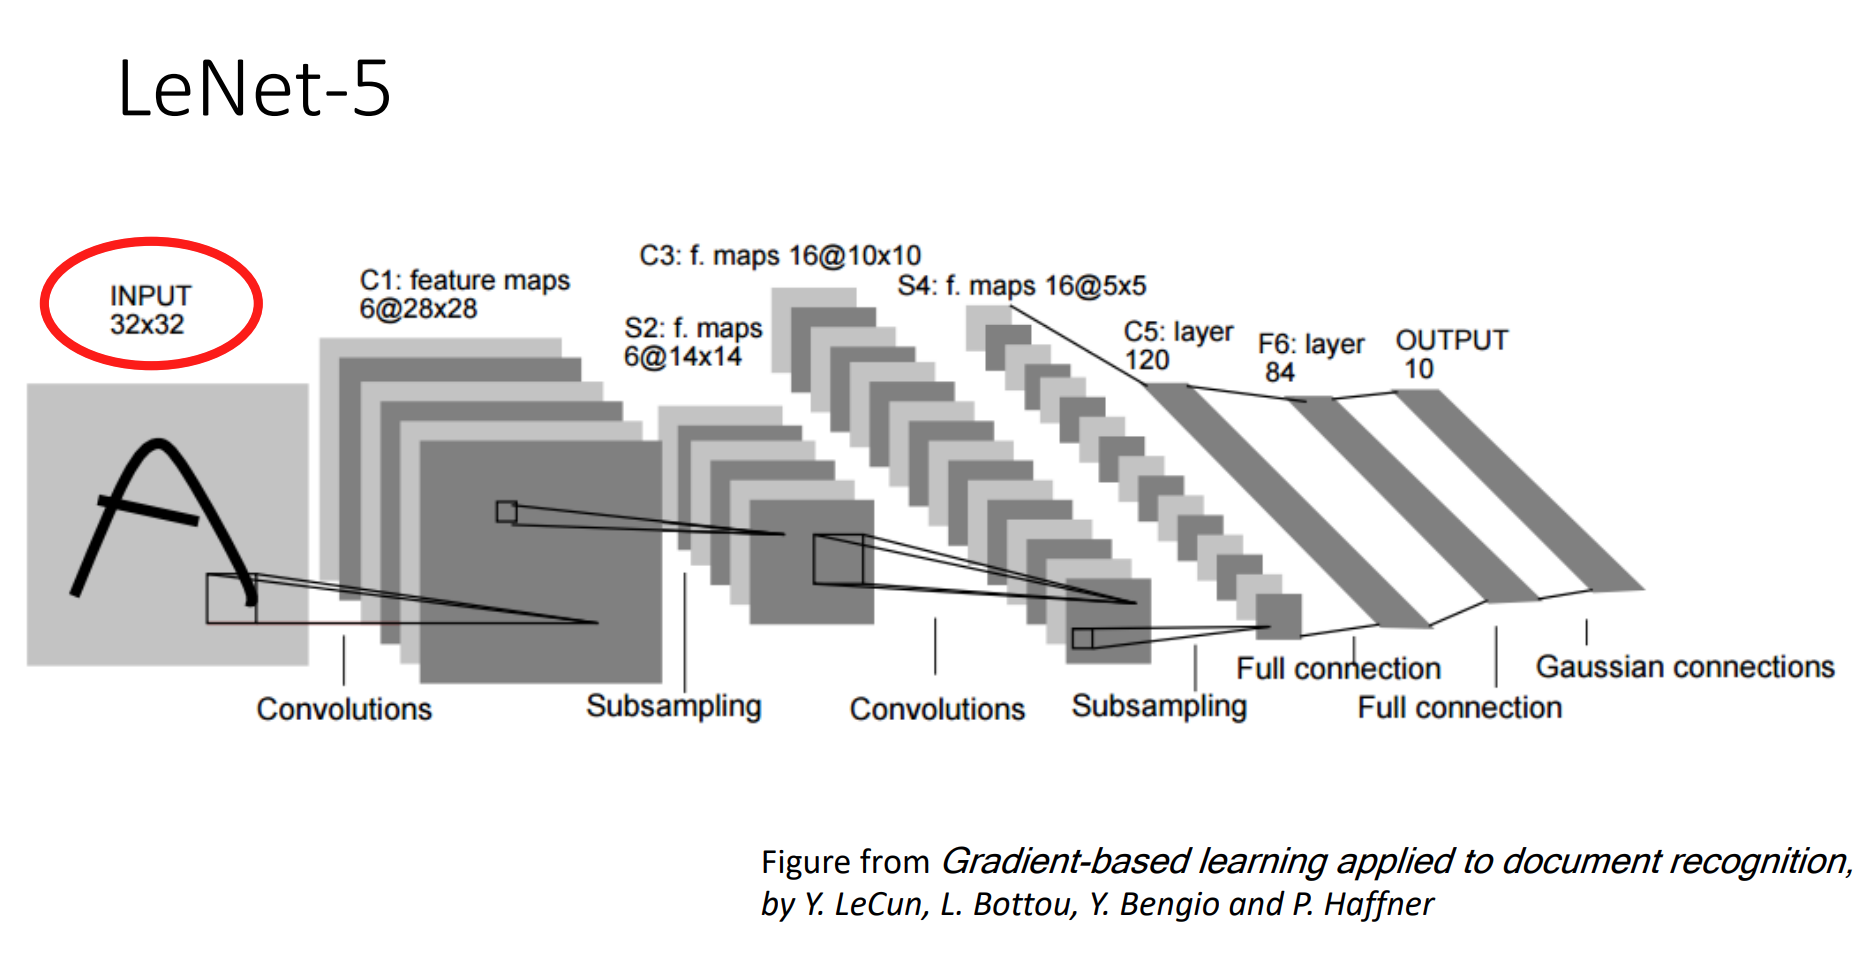 LeNet-5
INPUT
32x32
C1: feature maps
6@28x28
S2: f. maps
6@14x14
C3: f. maps 16@10x10
S4: f. maps 16@5x5
C5: layer
120
F6: layer
84
OUTPUT
10
Convolutions
Subsampling
Convolutions
Subsampling
Full connection
Full connection
Gaussian connections
Figure from Gradient-based learning applied to document recognition,
by Y. LeCun, L. Bottou, Y. Bengio and P. Haffner